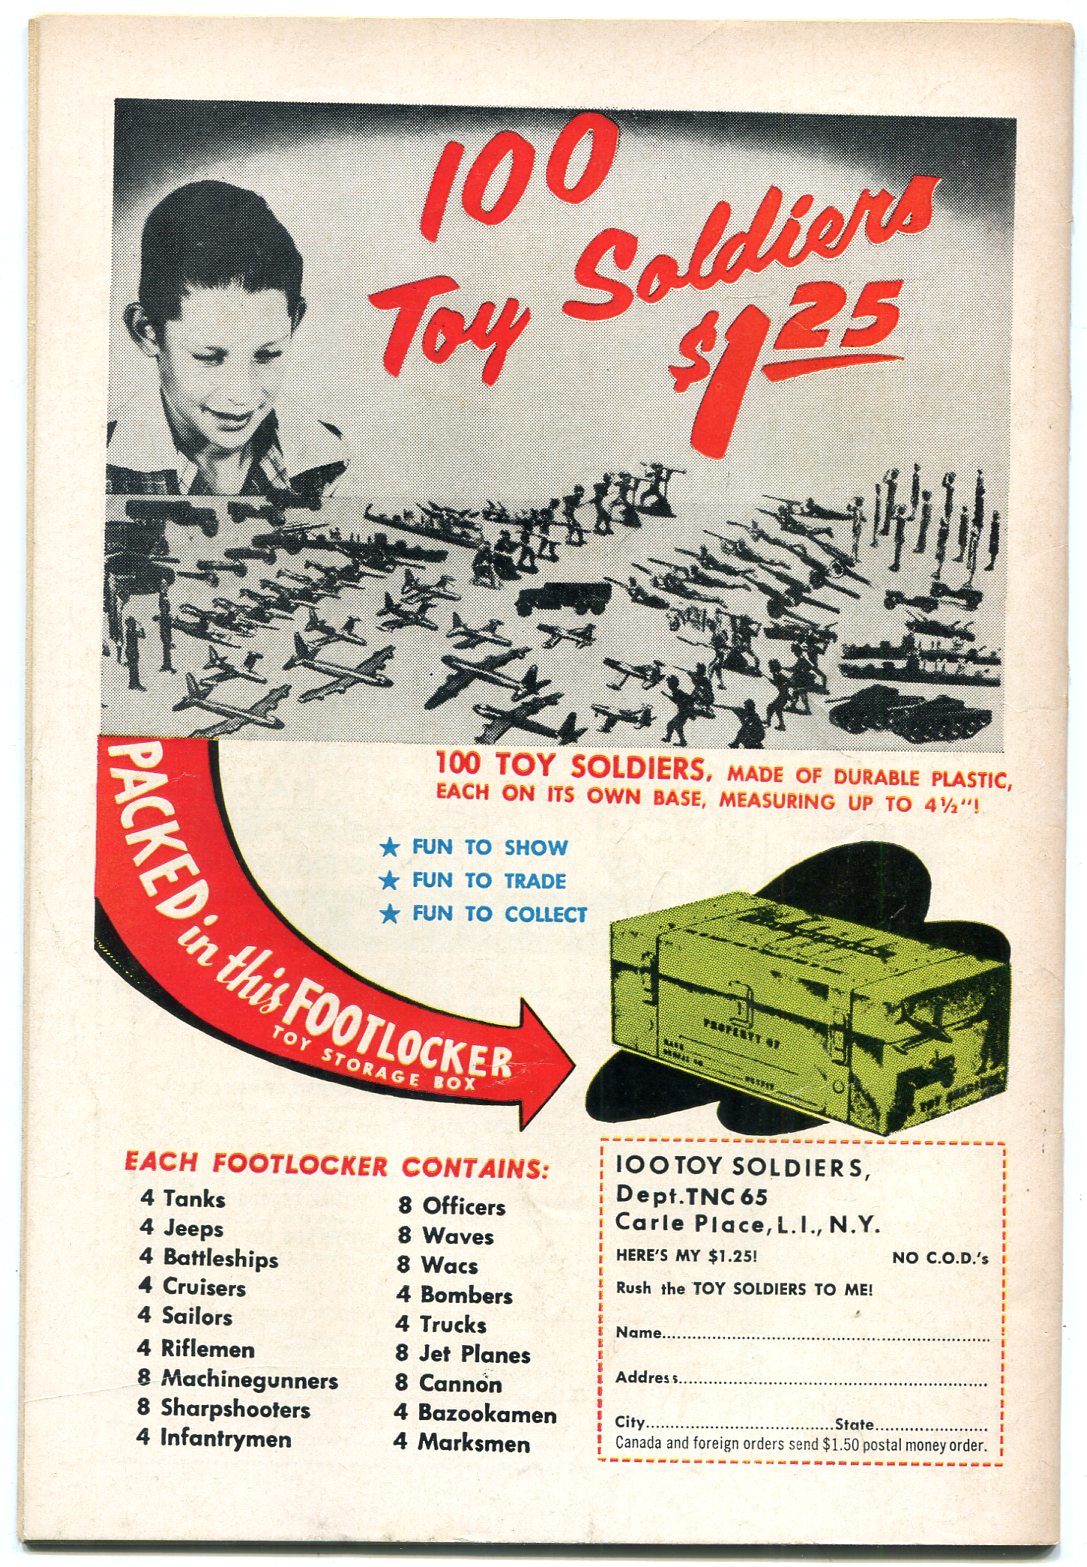 100
Toy Soldiers
$1.25
100 TOY SOLDIERS, MADE OF DURABLE PLASTIC,
EACH ON ITS OWN BASE, MEASURING UP TO 4½"!
PACKED in this FOOTLOCKER
TOY STORAGE BOX
★ FUN TO SHOW
★ FUN TO TRADE
★ FUN TO COLLECT
PROPERTY OF
TOY SOLDIERS
EACH FOOTLOCKER CONTAINS:
4 Tanks
4 Jeeps
4 Battleships
4 Cruisers
4 Sailors
4 Riflemen
8 Machinegunners
8 Sharpshooters
4 Infantrymen
8 Officers
8 Waves
8 Wacs
4 Bombers
4 Trucks
8 Jet Planes
8 Cannon
4 Bazookamen
4 Marksmen
100 TOY SOLDIERS,
Dept. TNC 65
Carle Place, L.I., N.Y.
HERE'S MY $1.25! NO C.O.D.'s
Rush the TOY SOLDIERS TO ME!
Name
Address
City State
Canada and foreign orders send $1.50 postal money order.